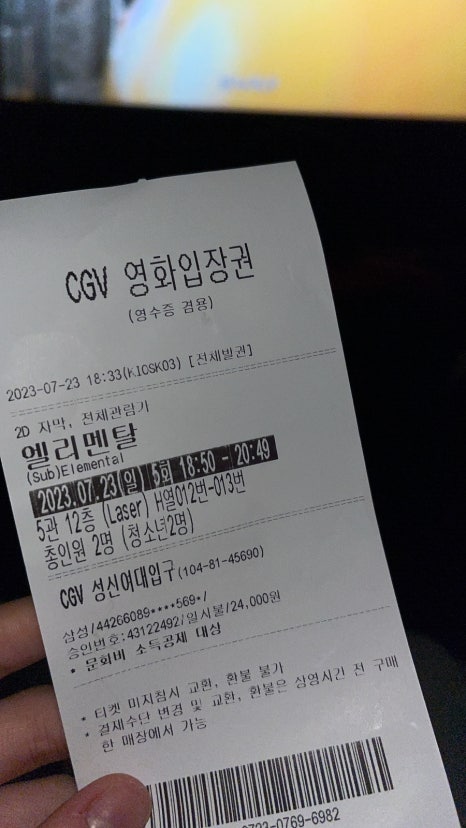 CGV 영화입장권
(영수증 겸용)
2023-07-23 18:33(KIOSK03) [전체발권]
2D 자막, 전체관람가
엘리멘탈
(Sub)Elemental
2023.07.23(일) 5회 18:50 - 20:49
5관 12층 (Laser) H열012번-013번
총인원 2명 (청소년2명)
CGV 성신여대입구(104-81-45690)
삼성/44266089****569*/
승인번호:43122492/일시불/24,000원
* 문화비 소득공제 대상
* 티켓 미지참시 교환, 환불 불가
* 결제수단 변경 및 교환, 환불은 상영시간 전 구매
한 매장에서 가능
0723-0769-6982